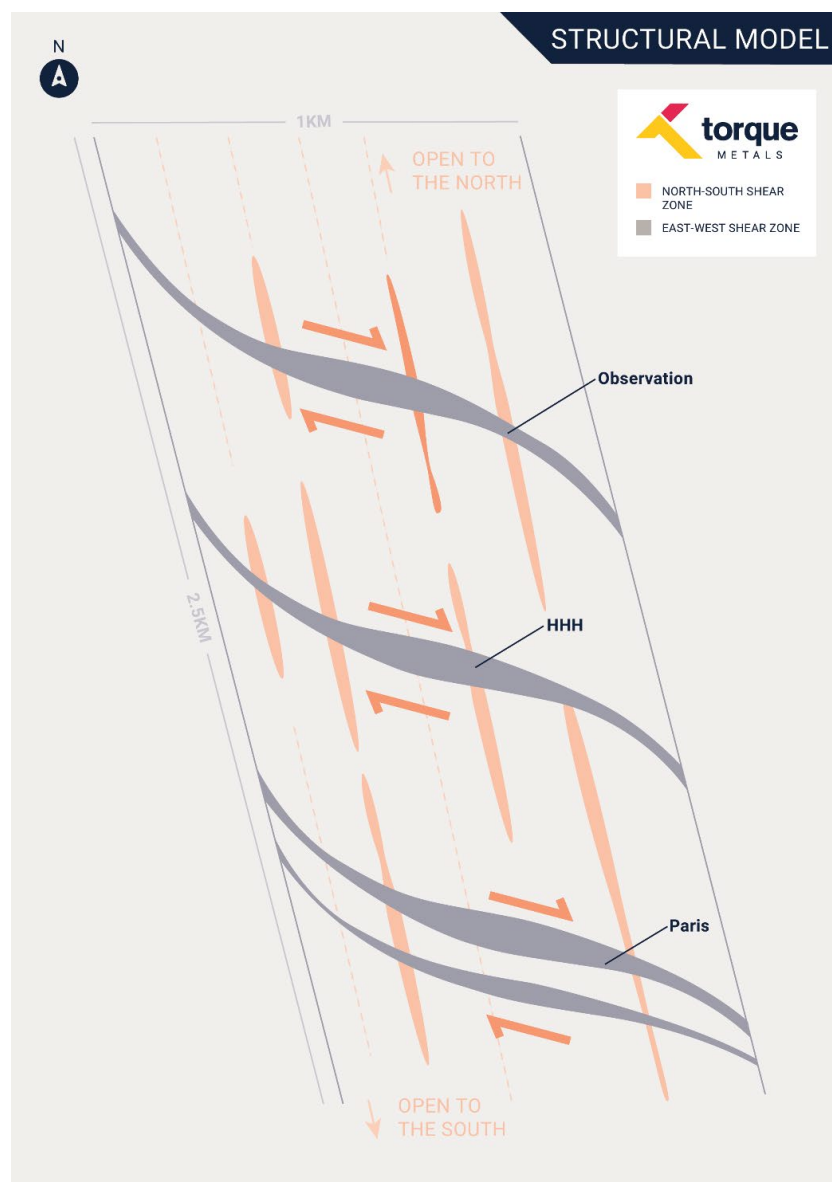 STRUCTURAL MODEL
N
torque
METALS
NORTH-SOUTH SHEAR
ZONE
EAST-WEST SHEAR ZONE
1KM
OPEN TO
THE NORTH
Observation
HHH
2.5KM
Paris
OPEN TO
THE SOUTH